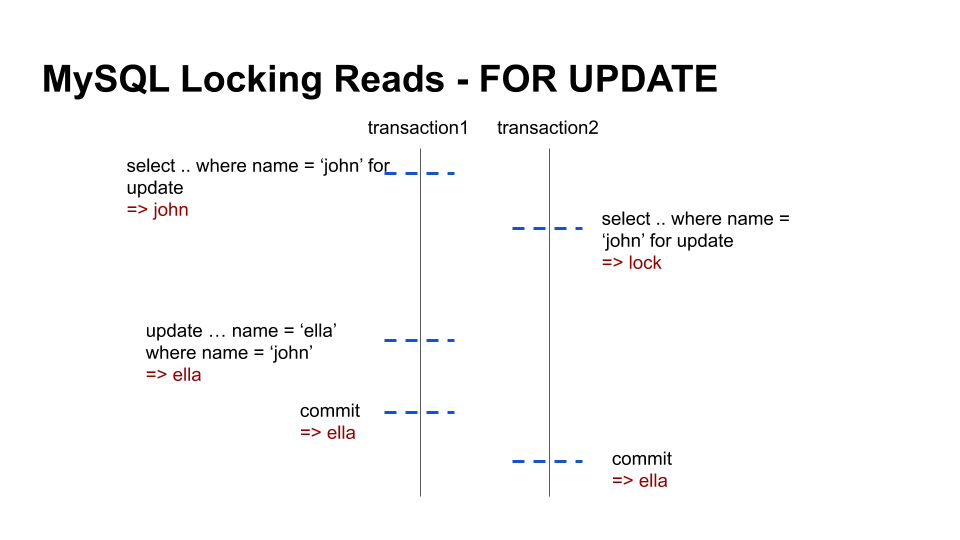 MySQL Locking Reads - FOR UPDATE
transaction1
transaction2
select .. where name = ‘john’ for
update
=> john
select .. where name =
‘john’ for update
=> lock
update … name = ‘ella’
where name = ‘john’
=> ella
commit
=> ella
commit
=> ella